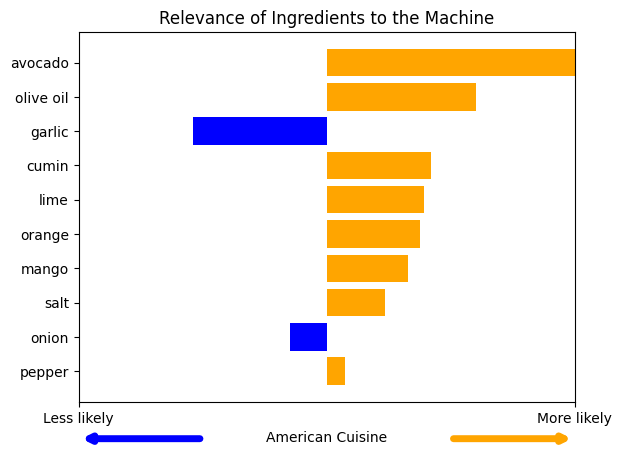 Relevance of Ingredients to the Machine
avocado
olive oil
garlic
cumin
lime
orange
mango
salt
onion
pepper
Less likely
More likely
American Cuisine